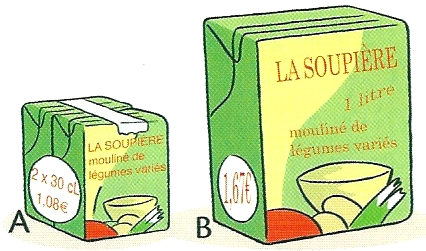 LA SOUPIÈRE
mouliné de
légumes variés
2 x 30 cL
1,08€
A
LA SOUPIÈRE
1 litre
mouliné de
légumes variés
1,67€
B